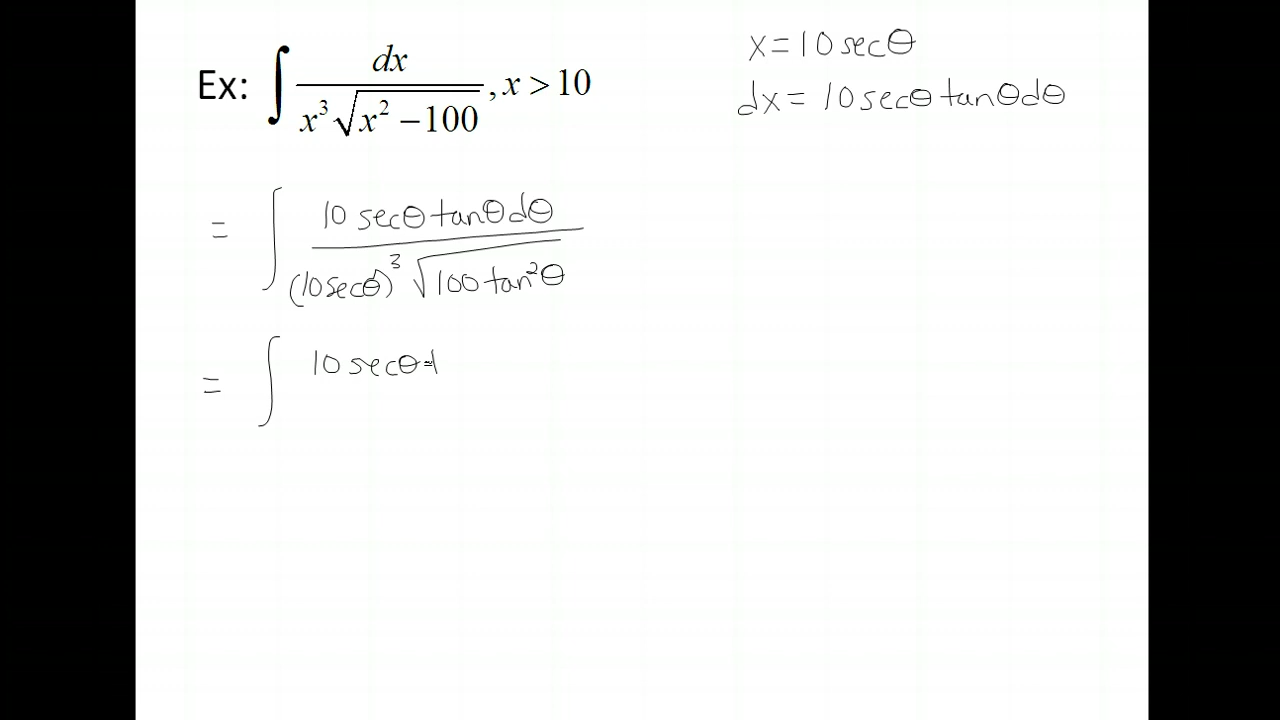 Ex: ∫ dx / (x³√(x² − 100)), x > 10
x = 10 secθ
dx = 10 secθ tanθ dθ
= ∫ 10 secθ tanθ dθ / ((10 secθ)³ √(100 tan²θ))
= ∫ 10 secθ